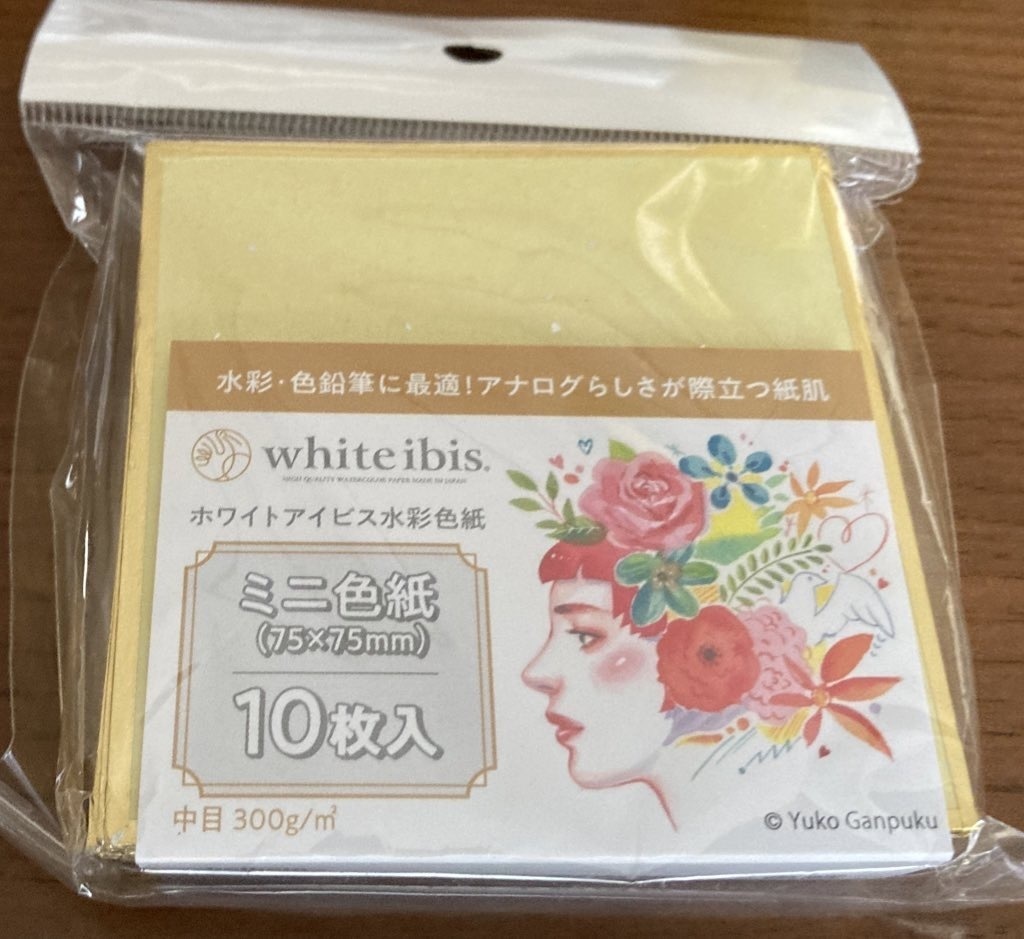 水彩・色鉛筆に最適！アナログらしさが際立つ紙肌
white ibis.
HIGH QUALITY WATERCOLOR PAPER MADE IN JAPAN
ホワイトアイビス水彩色紙
ミニ色紙
(75×75mm)
10枚入
中目 300g/㎡
© Yuko Ganpuku